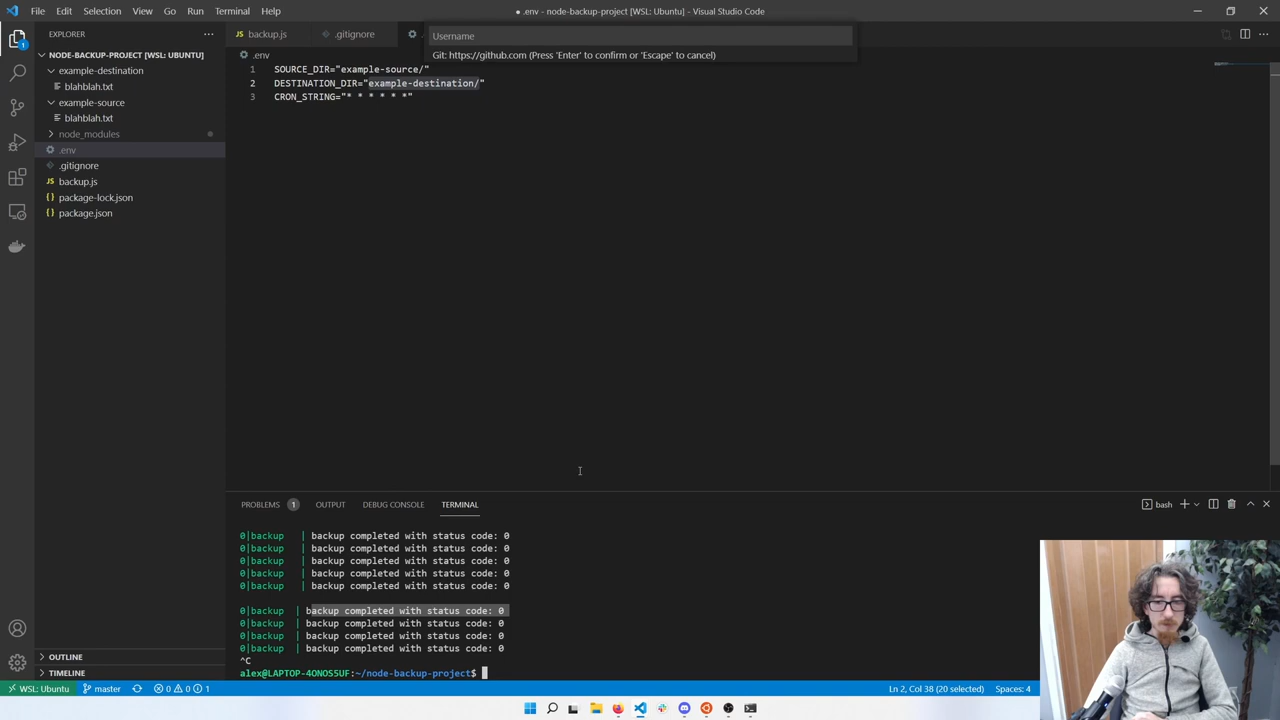 File Edit Selection View Go Run Terminal Help
● .env - node-backup-project [WSL: Ubuntu] - Visual Studio Code
EXPLORER
backup.js
.gitignore
Username
Git: https://github.com (Press 'Enter' to confirm or 'Escape' to cancel)
NODE-BACKUP-PROJECT [WSL: UBUNTU]
example-destination
blahblah.txt
example-source
blahblah.txt
node_modules
.env
.gitignore
backup.js
package-lock.json
package.json
OUTLINE
TIMELINE
1
.env
1 SOURCE_DIR="example-source/"
2 DESTINATION_DIR="example-destination/"
3 CRON_STRING="* * * * * *"
PROBLEMS 1 OUTPUT DEBUG CONSOLE TERMINAL
bash
0|backup | backup completed with status code: 0
0|backup | backup completed with status code: 0
0|backup | backup completed with status code: 0
0|backup | backup completed with status code: 0
0|backup | backup completed with status code: 0
0|backup | backup completed with status code: 0
0|backup | backup completed with status code: 0
0|backup | backup completed with status code: 0
0|backup | backup completed with status code: 0
^C
alex@LAPTOP-4ONOS5UF:~/node-backup-project$
WSL: Ubuntu master 0 0 1
Ln 2, Col 38 (20 selected) Spaces: 4